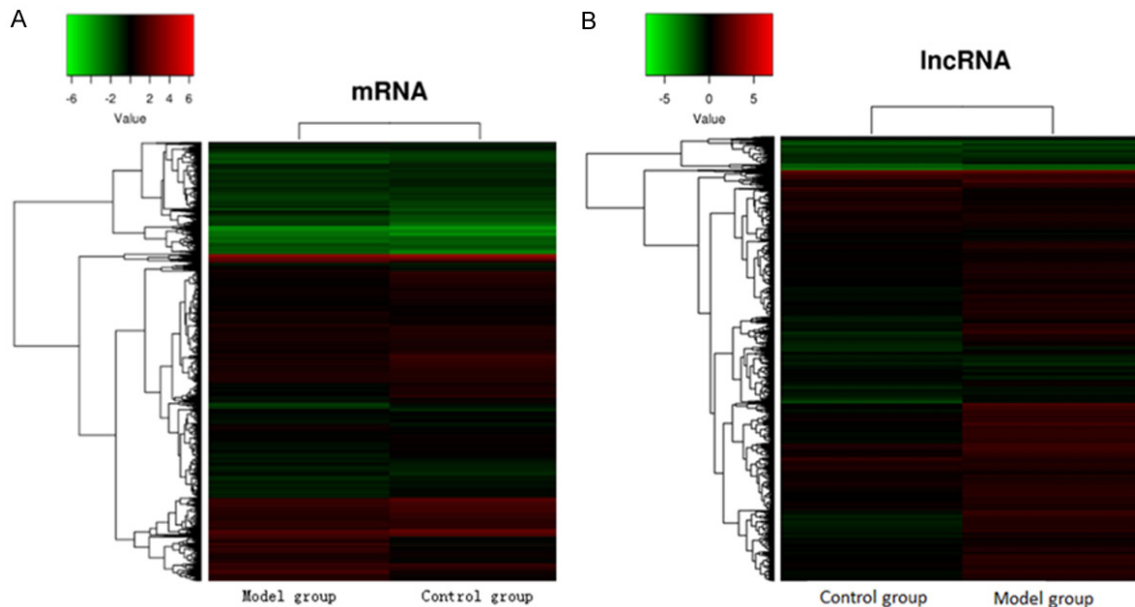 A
-6 -2 2 4 6
Value
mRNA
Model group Control group
B
-5 0 5
Value
lncRNA
Control group Model group